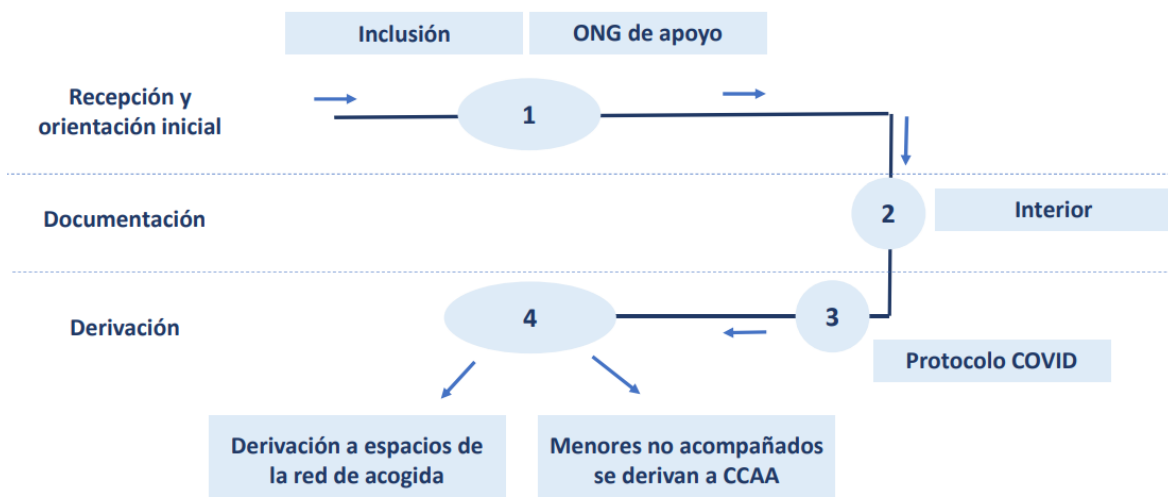 Inclusión
ONG de apoyo
Recepción y
orientación inicial
1
Documentación
2
Interior
Derivación
4
3
Protocolo COVID
Derivación a espacios de
la red de acogida
Menores no acompañados
se derivan a CCAA